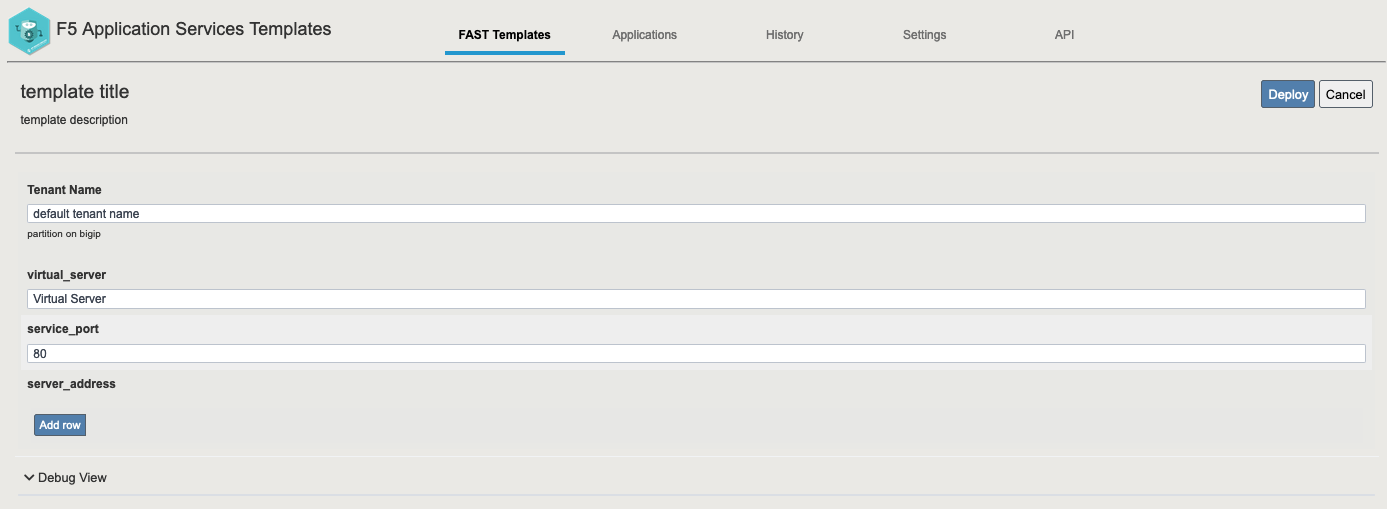 F5 Application Services Templates
FAST Templates
Applications
History
Settings
API
template title
Deploy
Cancel
template description
Tenant Name
default tenant name
partition on bigip
virtual_server
Virtual Server
service_port
80
server_address
Add row
Debug View